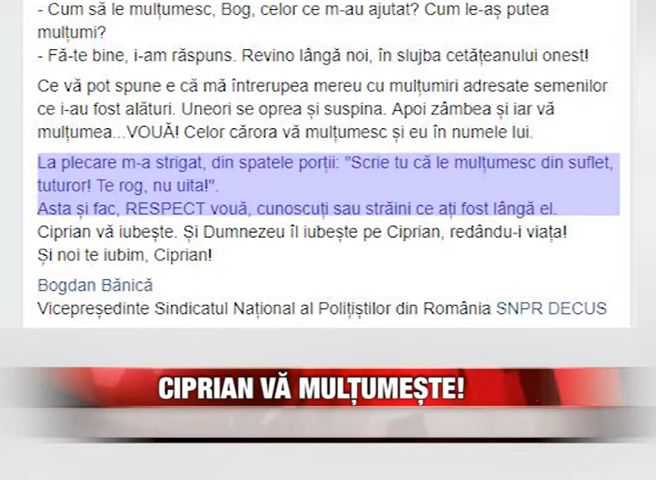 - Cum să le mulțumesc, Bog, celor ce m-au ajutat? Cum le-aș putea
mulțumi?
- Fă-te bine, i-am răspuns. Revino lângă noi, în slujba cetățeanului onest!
Ce vă pot spune e că mă întrerupea mereu cu mulțumiri adresate semenilor
ce i-au fost alături. Uneori se oprea și suspina. Apoi zâmbea și iar vă
mulțumea...VOUĂ! Celor cărora vă mulțumesc și eu în numele lui.
La plecare m-a strigat, din spatele porții: "Scrie tu că le mulțumesc din suflet,
tuturor! Te rog, nu uita!".
Asta și fac, RESPECT vouă, cunoscuți sau străini ce ați fost lângă el.
Ciprian vă iubește. Și Dumnezeu îl iubește pe Ciprian, redându-i viața!
Și noi te iubim, Ciprian!
Bogdan Bănică
Vicepreședinte Sindicatul Național al Polițiștilor din România SNPR DECUS
CIPRIAN VĂ MULȚUMEȘTE!